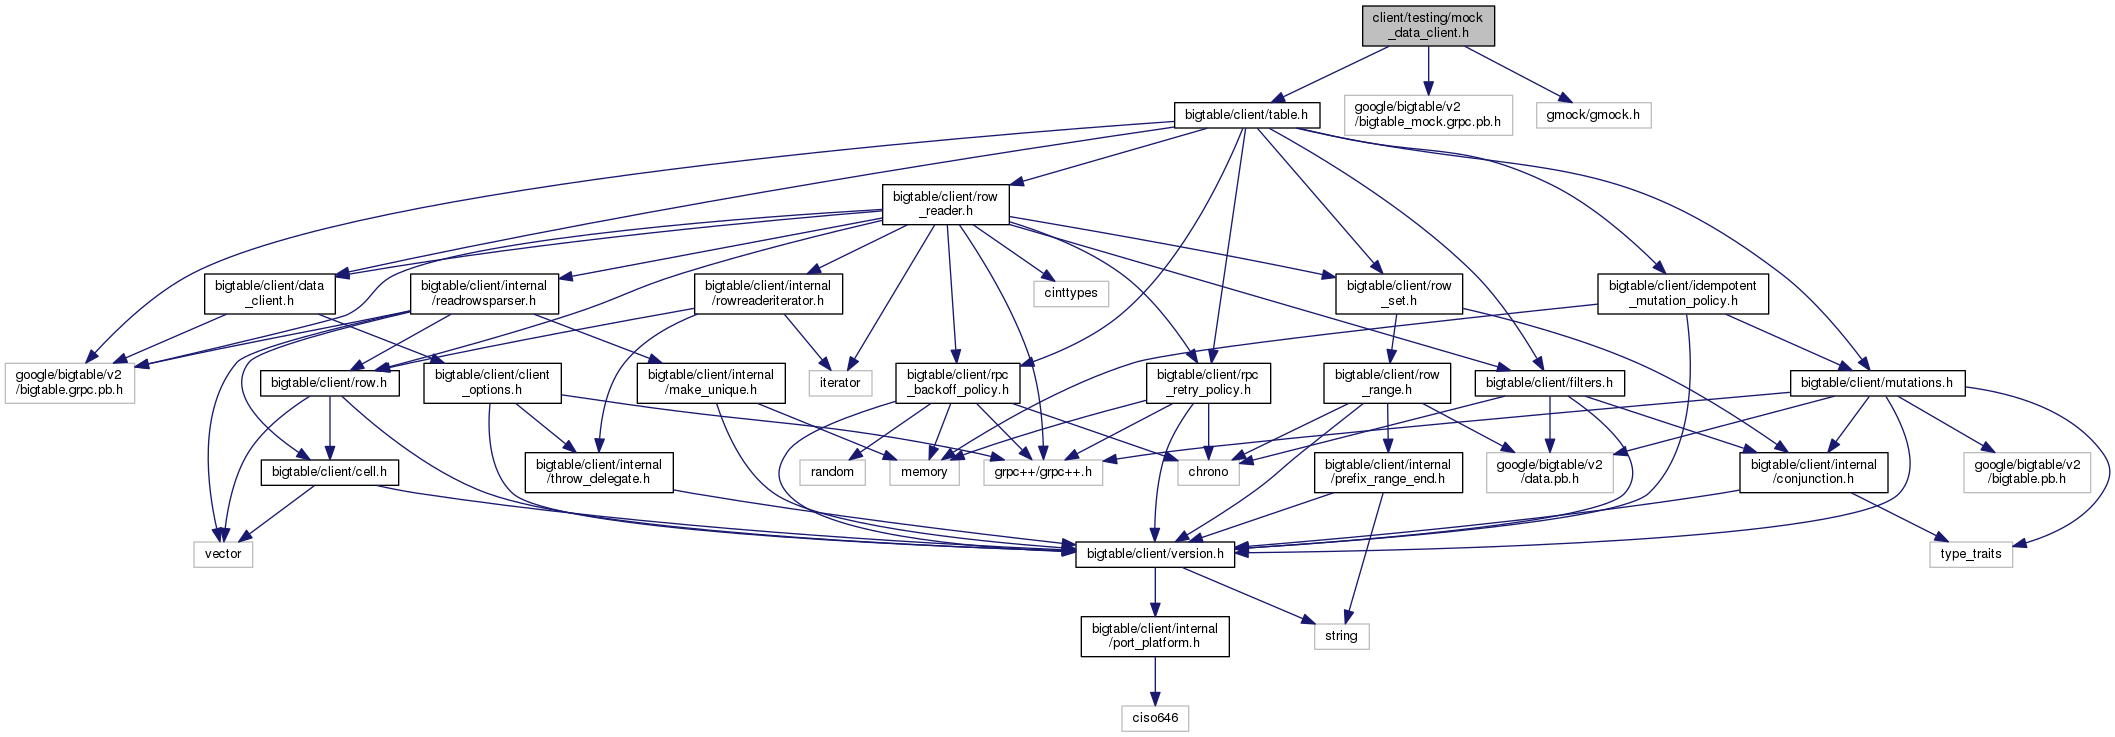 client/testing/mock
_data_client.h
bigtable/client/table.h
google/bigtable/v2
/bigtable_mock.grpc.pb.h
gmock/gmock.h
bigtable/client/row
_reader.h
bigtable/client/data
_client.h
bigtable/client/internal
/readrowsparser.h
bigtable/client/internal
/rowreaderiterator.h
cinttypes
bigtable/client/row
_set.h
bigtable/client/idempotent
_mutation_policy.h
google/bigtable/v2
/bigtable.grpc.pb.h
bigtable/client/row.h
bigtable/client/client
_options.h
bigtable/client/internal
/make_unique.h
iterator
bigtable/client/rpc
_backoff_policy.h
bigtable/client/rpc
_retry_policy.h
bigtable/client/row
_range.h
bigtable/client/filters.h
bigtable/client/mutations.h
bigtable/client/cell.h
bigtable/client/internal
/throw_delegate.h
random
memory
grpc++/grpc++.h
chrono
bigtable/client/internal
/prefix_range_end.h
google/bigtable/v2
/data.pb.h
bigtable/client/internal
/conjunction.h
google/bigtable/v2
/bigtable.pb.h
vector
bigtable/client/version.h
type_traits
bigtable/client/internal
/port_platform.h
string
ciso646